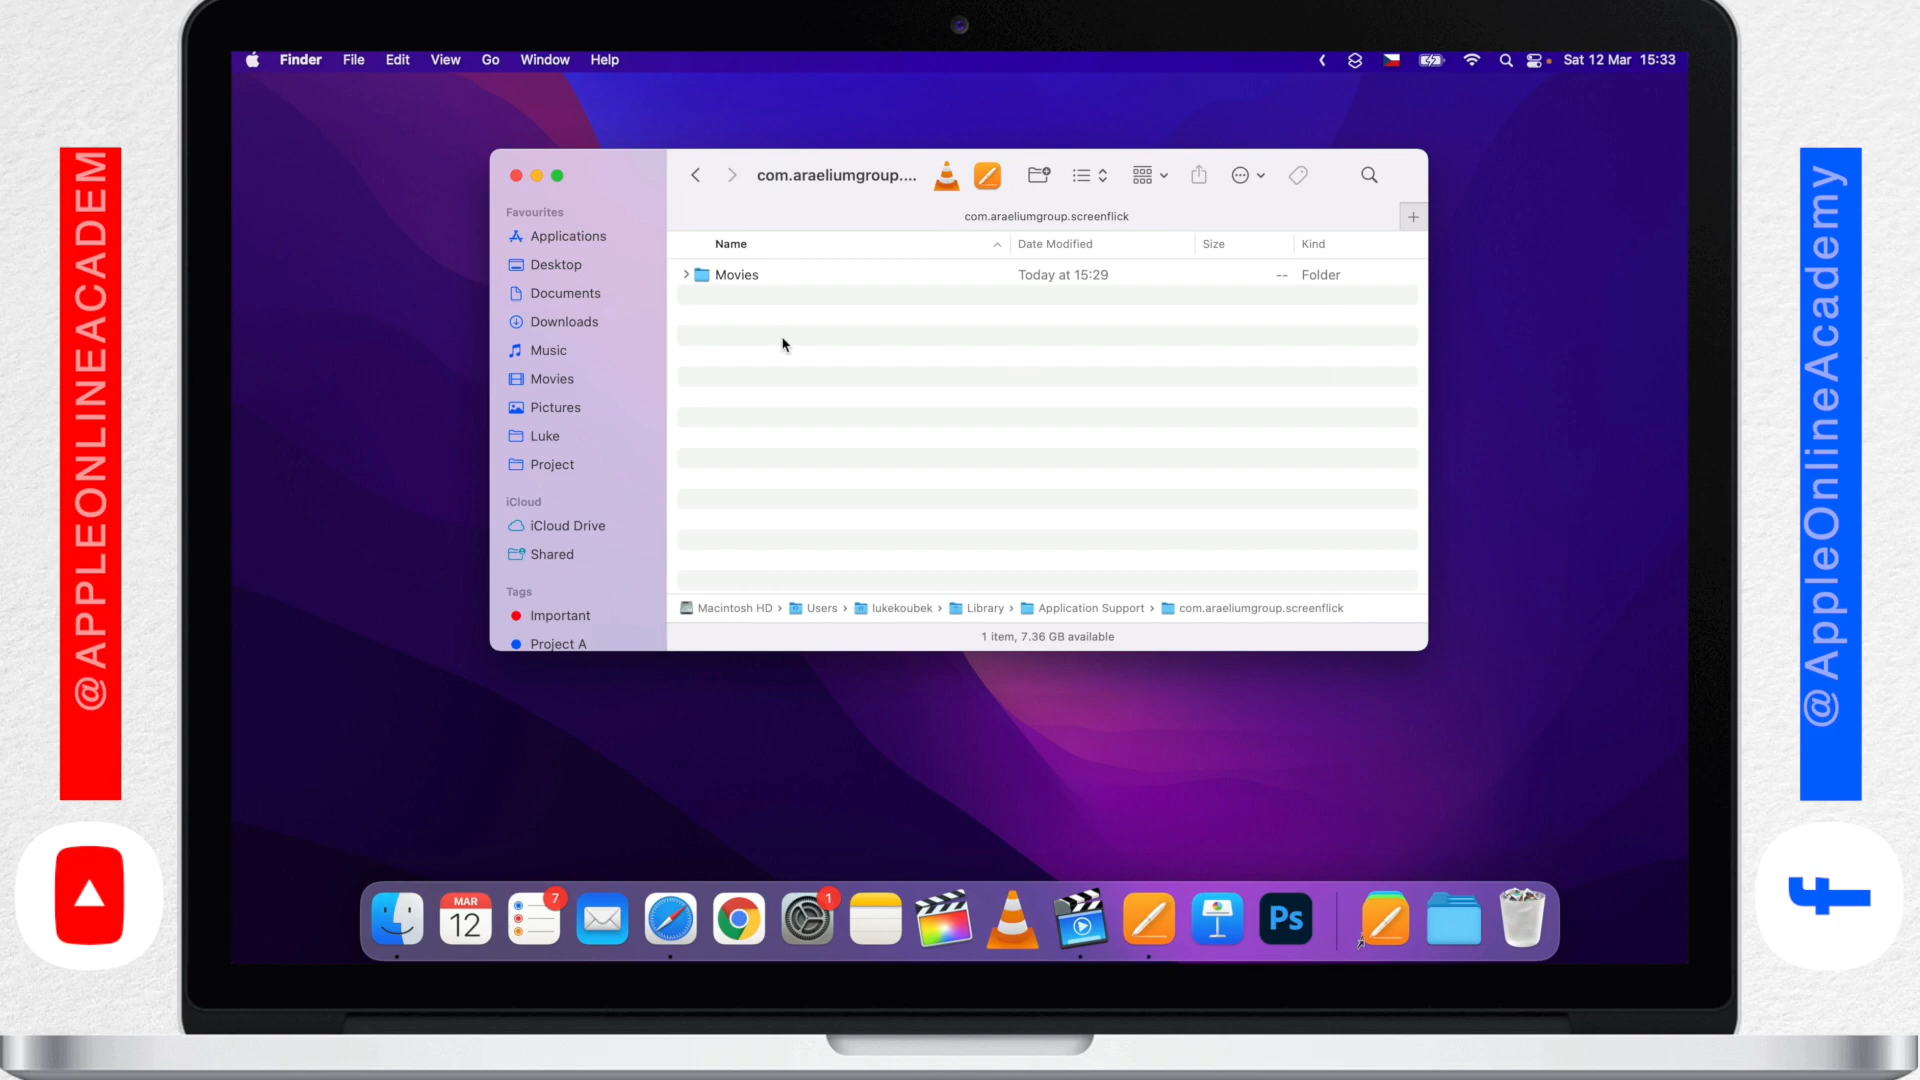 Finder File Edit View Go Window Help
Sat 12 Mar 15:33
com.araeliumgroup....
com.araeliumgroup.screenflick
Name Date Modified Size Kind
Movies Today at 15:29 -- Folder
Favourites
Applications
Desktop
Documents
Downloads
Music
Movies
Pictures
Luke
Project
iCloud
iCloud Drive
Shared
Tags
Important
Project A
Macintosh HD › Users › lukekoubek › Library › Application Support › com.araeliumgroup.screenflick
1 item, 7.36 GB available
MAR
12
7
1
Ps
@APPLEONLINEACADEM
@AppleOnlineAcademy